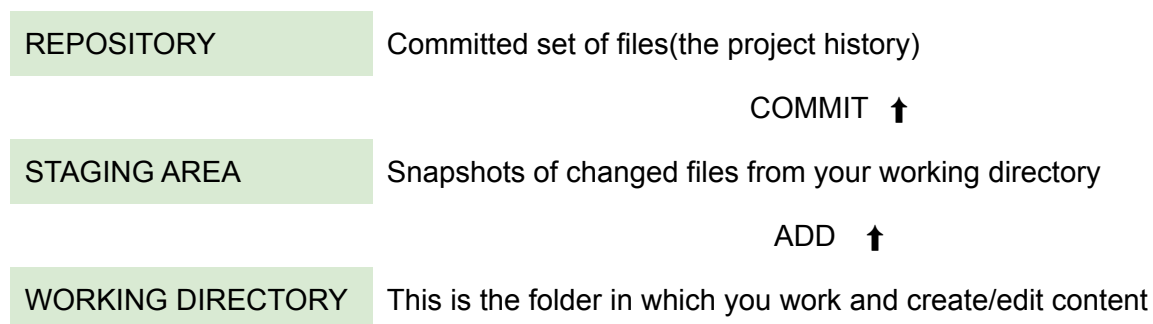 REPOSITORY Committed set of files(the project history)
COMMIT ⬆
STAGING AREA Snapshots of changed files from your working directory
ADD ⬆
WORKING DIRECTORY This is the folder in which you work and create/edit content